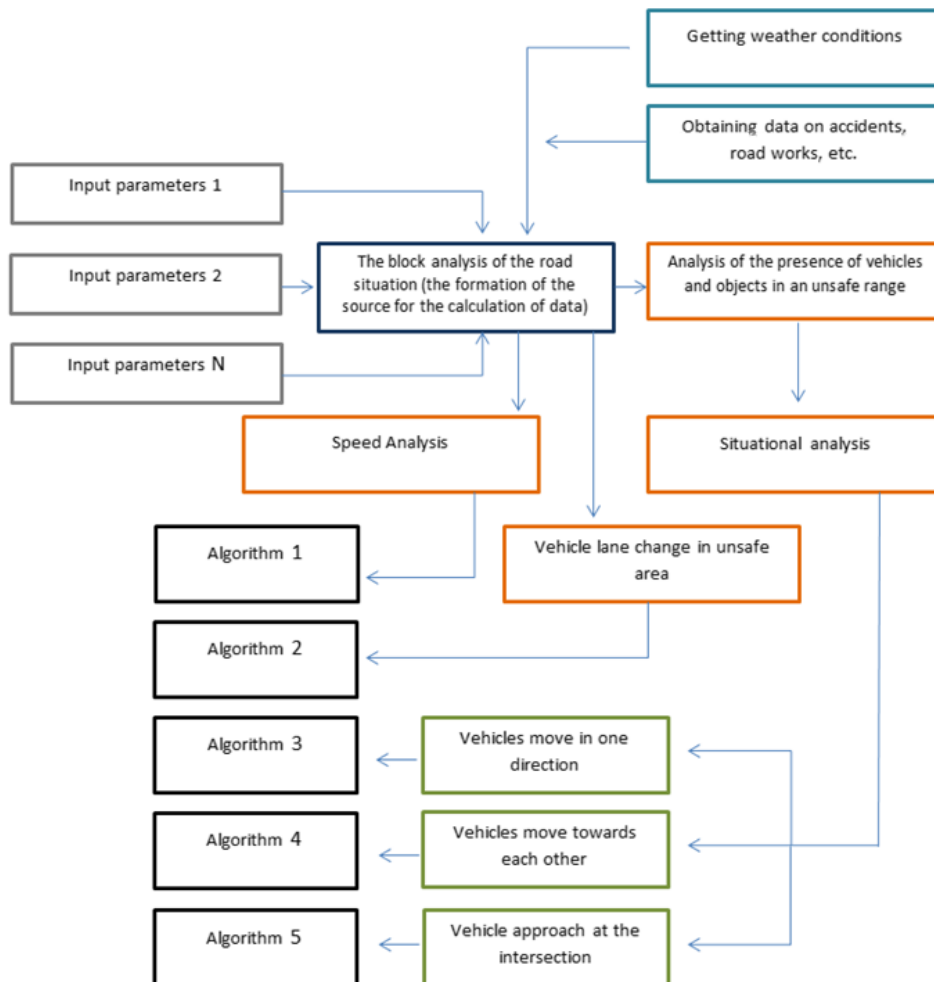 Getting weather conditions
Obtaining data on accidents,
road works, etc.
Input parameters 1
Input parameters 2
Input parameters N
The block analysis of the road
situation (the formation of the
source for the calculation of data)
Analysis of the presence of vehicles
and objects in an unsafe range
Speed Analysis
Situational analysis
Algorithm 1
Vehicle lane change in unsafe
area
Algorithm 2
Algorithm 3
Vehicles move in one
direction
Algorithm 4
Vehicles move towards
each other
Algorithm 5
Vehicle approach at the
intersection